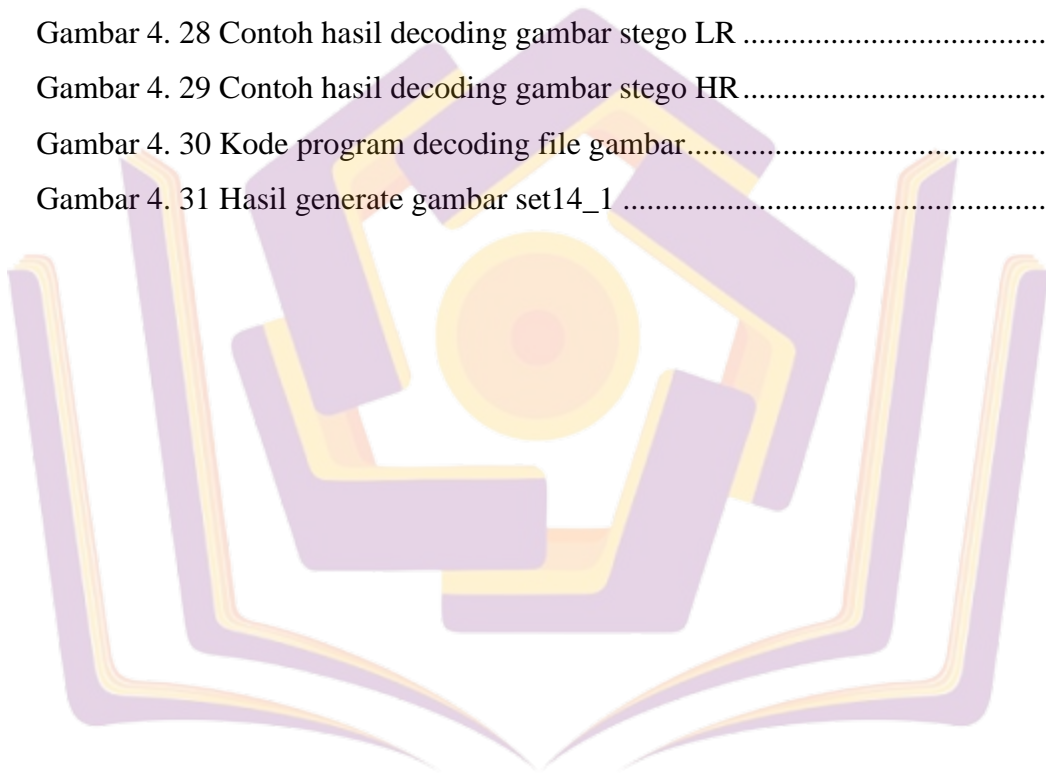 Gambar 4. 28 Contoh hasil decoding gambar stego LR ......................................
Gambar 4. 29 Contoh hasil decoding gambar stego HR......................................
Gambar 4. 30 Kode program decoding file gambar.............................................
Gambar 4. 31 Hasil generate gambar set14_1 .....................................................